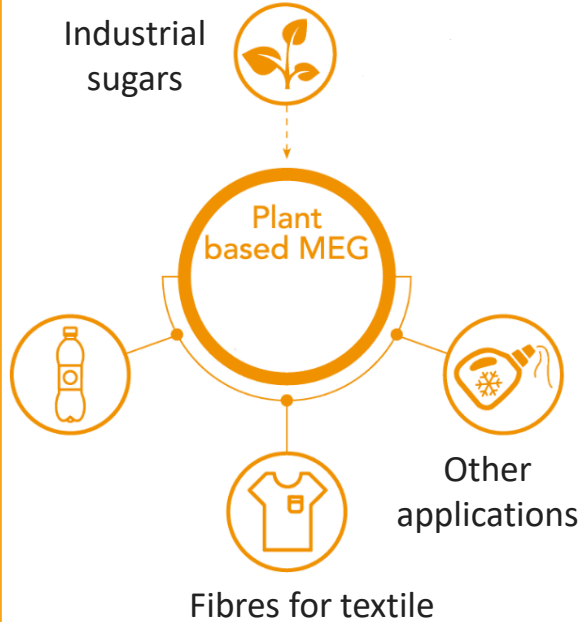 Industrial
sugars
Plant
based MEG
Other
applications
Fibres for textile